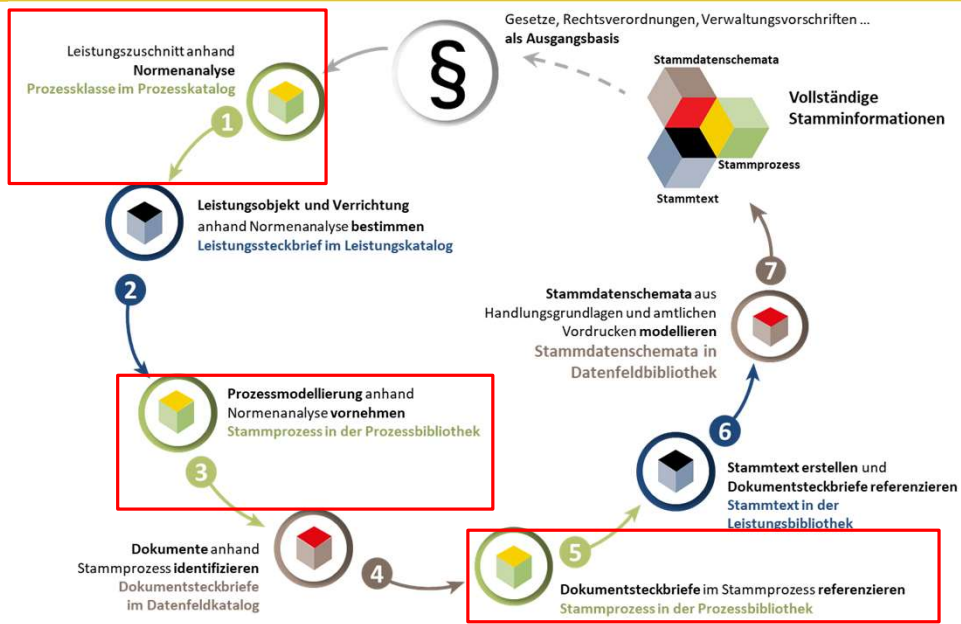 Gesetze, Rechtsverordnungen, Verwaltungsvorschriften ...
als Ausgangsbasis
§
Leistungszuschnitt anhand
Normenanalyse
Prozessklasse im Prozesskatalog
1
Leistungsobjekt und Verrichtung
anhand Normenanalyse bestimmen
Leistungssteckbrief im Leistungskatalog
2
Prozessmodellierung anhand
Normenanalyse vornehmen
Stammprozess in der Prozessbibliothek
3
Dokumente anhand
Stammprozess identifizieren
Dokumentsteckbriefe
im Datenfeldkatalog
4
5
Dokumentsteckbriefe im Stammprozess referenzieren
Stammprozess in der Prozessbibliothek
6
Stammtext erstellen und
Dokumentsteckbriefe referenzieren
Stammtext in der
Leistungsbibliothek
7
Stammdatenschemata aus
Handlungsgrundlagen und amtlichen
Vordrucken modellieren
Stammdatenschemata in
Datenfeldbibliothek
Stammdatenschemata
Stammprozess
Stammtext
Vollständige
Stamminformationen